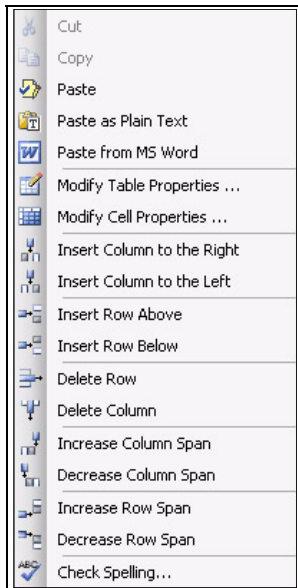 Cut
Copy
Paste
Paste as Plain Text
Paste from MS Word
Modify Table Properties ...
Modify Cell Properties ...
Insert Column to the Right
Insert Column to the Left
Insert Row Above
Insert Row Below
Delete Row
Delete Column
Increase Column Span
Decrease Column Span
Increase Row Span
Decrease Row Span
ABC Check Spelling...